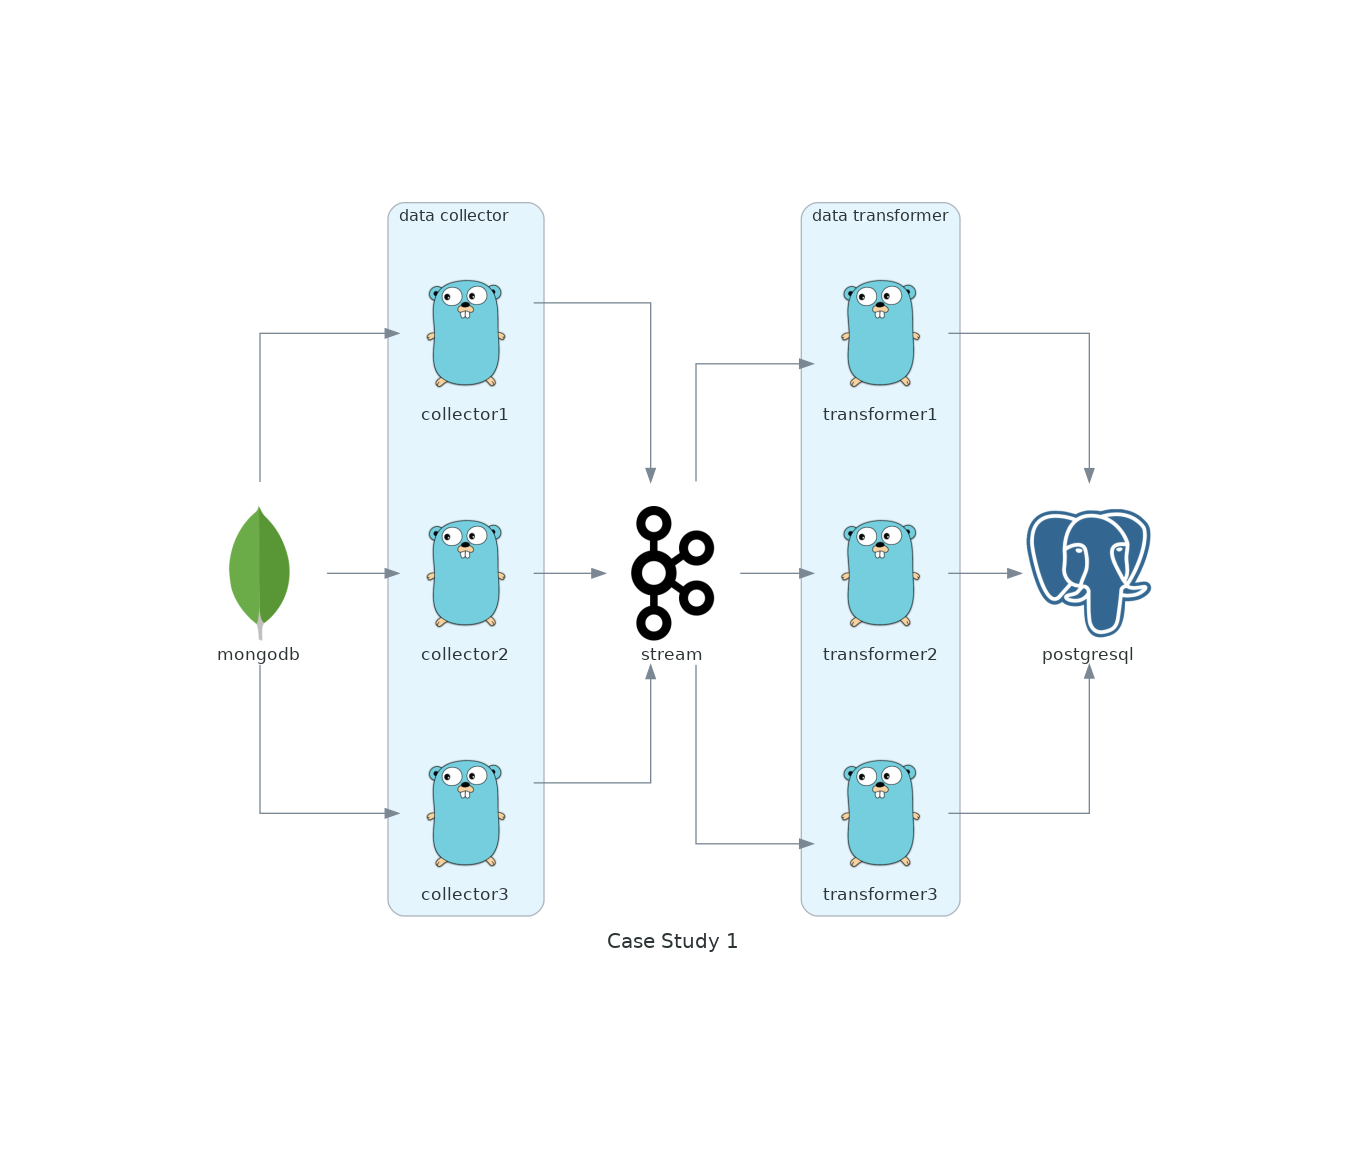 data collector
data transformer
collector1
transformer1
mongodb
collector2
stream
transformer2
postgresql
collector3
transformer3
Case Study 1